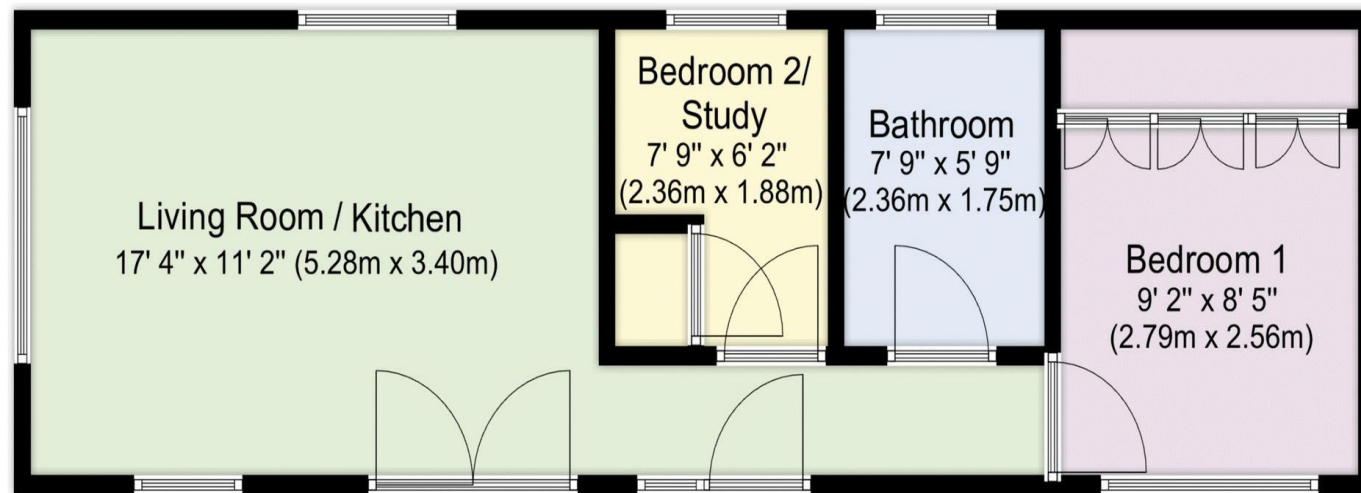 Living Room / Kitchen
17' 4" x 11' 2" (5.28m x 3.40m)
Bedroom 2/
Study
7' 9" x 6' 2"
(2.36m x 1.88m)
Bathroom
7' 9" x 5' 9"
(2.36m x 1.75m)
Bedroom 1
9' 2" x 8' 5"
(2.79m x 2.56m)